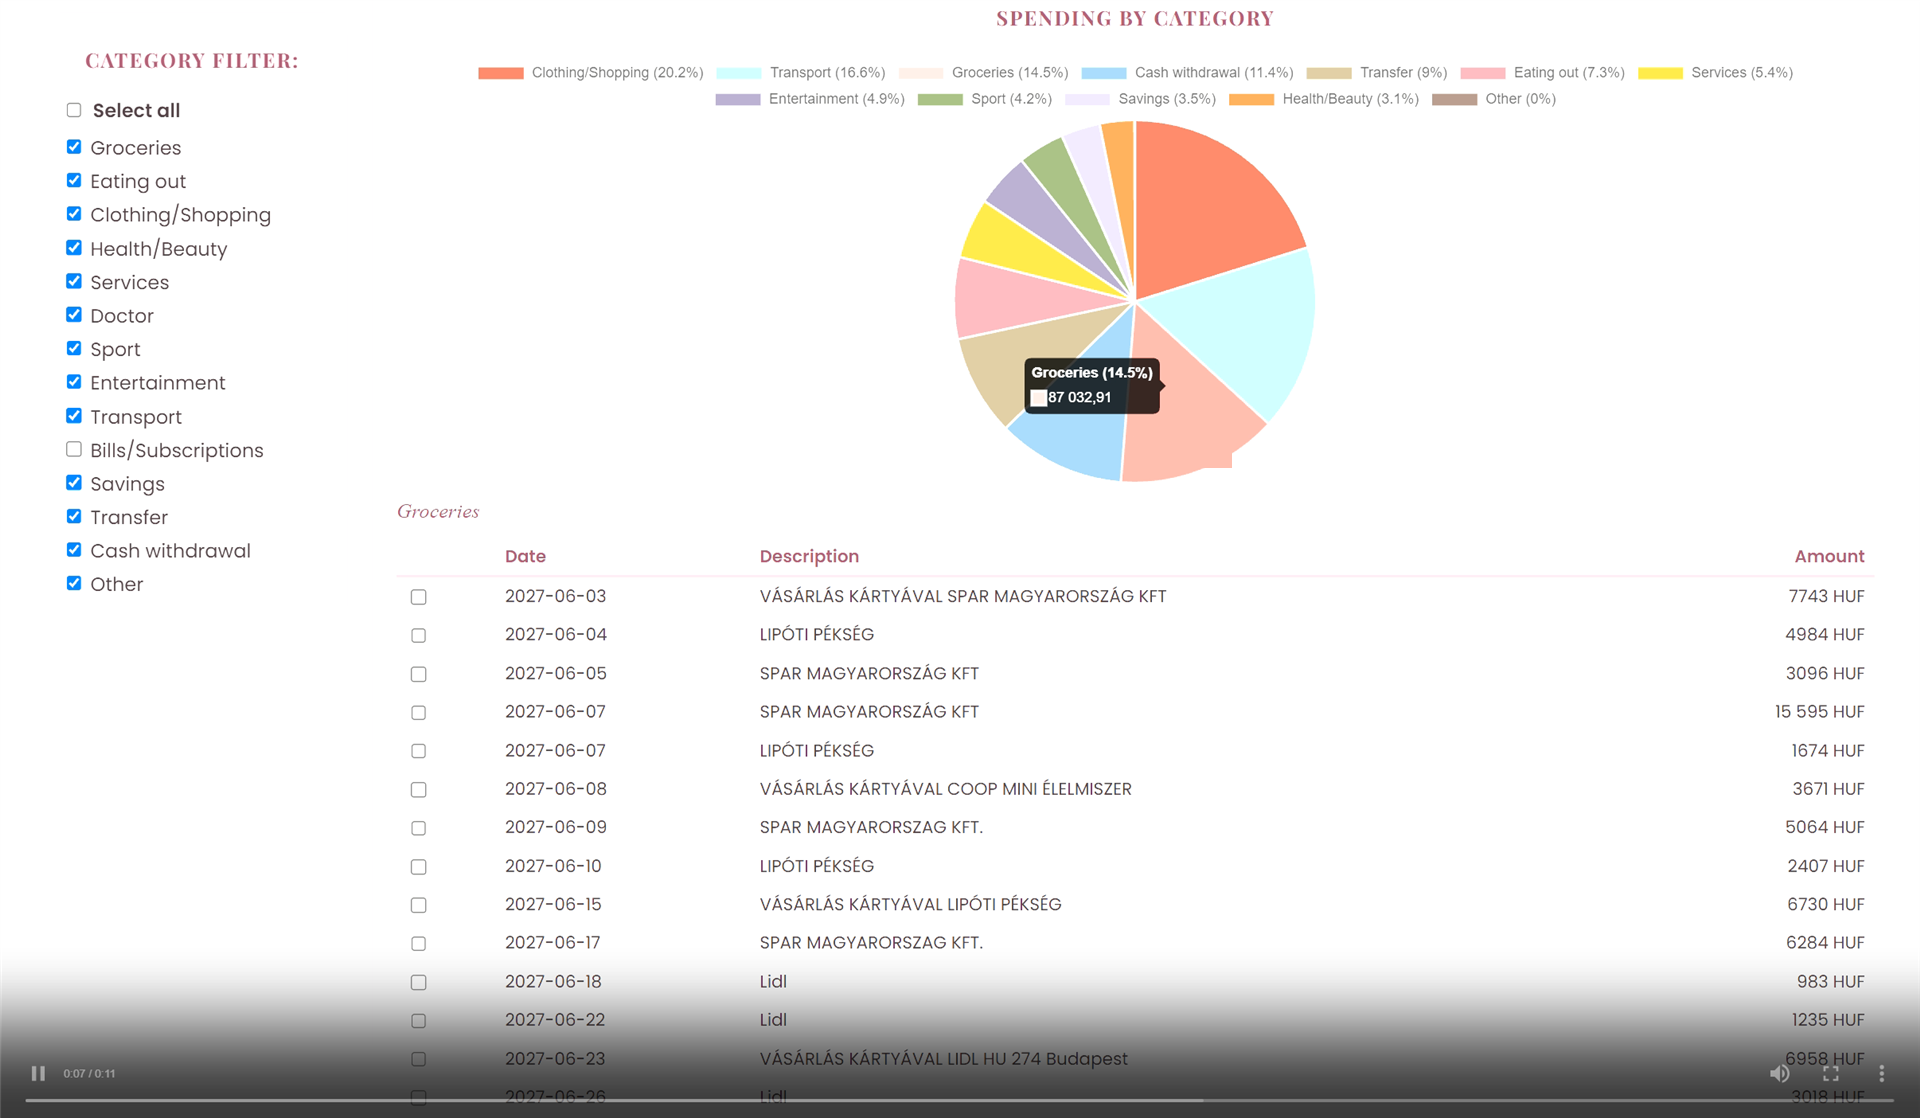 SPENDING BY CATEGORY
CATEGORY FILTER:
Select all
Groceries
Eating out
Clothing/Shopping
Health/Beauty
Services
Doctor
Sport
Entertainment
Transport
Bills/Subscriptions
Savings
Transfer
Cash withdrawal
Other
Clothing/Shopping (20.2%) Transport (16.6%) Groceries (14.5%) Cash withdrawal (11.4%) Transfer (9%) Eating out (7.3%) Services (5.4%)
Entertainment (4.9%) Sport (4.2%) Savings (3.5%) Health/Beauty (3.1%) Other (0%)
Groceries (14.5%)
87 032,91
Groceries
Date Description Amount
2027-06-03 VÁSÁRLÁS KÁRTYÁVAL SPAR MAGYARORSZÁG KFT 7743 HUF
2027-06-04 LIPÓTI PÉKSÉG 4984 HUF
2027-06-05 SPAR MAGYARORSZÁG KFT 3096 HUF
2027-06-07 SPAR MAGYARORSZÁG KFT 15 595 HUF
2027-06-07 LIPÓTI PÉKSÉG 1674 HUF
2027-06-08 VÁSÁRLÁS KÁRTYÁVAL COOP MINI ÉLELMISZER 3671 HUF
2027-06-09 SPAR MAGYARORSZAG KFT. 5064 HUF
2027-06-10 LIPÓTI PÉKSÉG 2407 HUF
2027-06-15 VÁSÁRLÁS KÁRTYÁVAL LIPÓTI PÉKSÉG 6730 HUF
2027-06-17 SPAR MAGYARORSZAG KFT. 6284 HUF
2027-06-18 Lidl 983 HUF
2027-06-22 Lidl 1235 HUF
2027-06-23 VÁSÁRLÁS KÁRTYÁVAL LIDL HU 274 Budapest 6958 HUF
0:07 / 0:11
2027-06-26 Lidl 3018 HUF